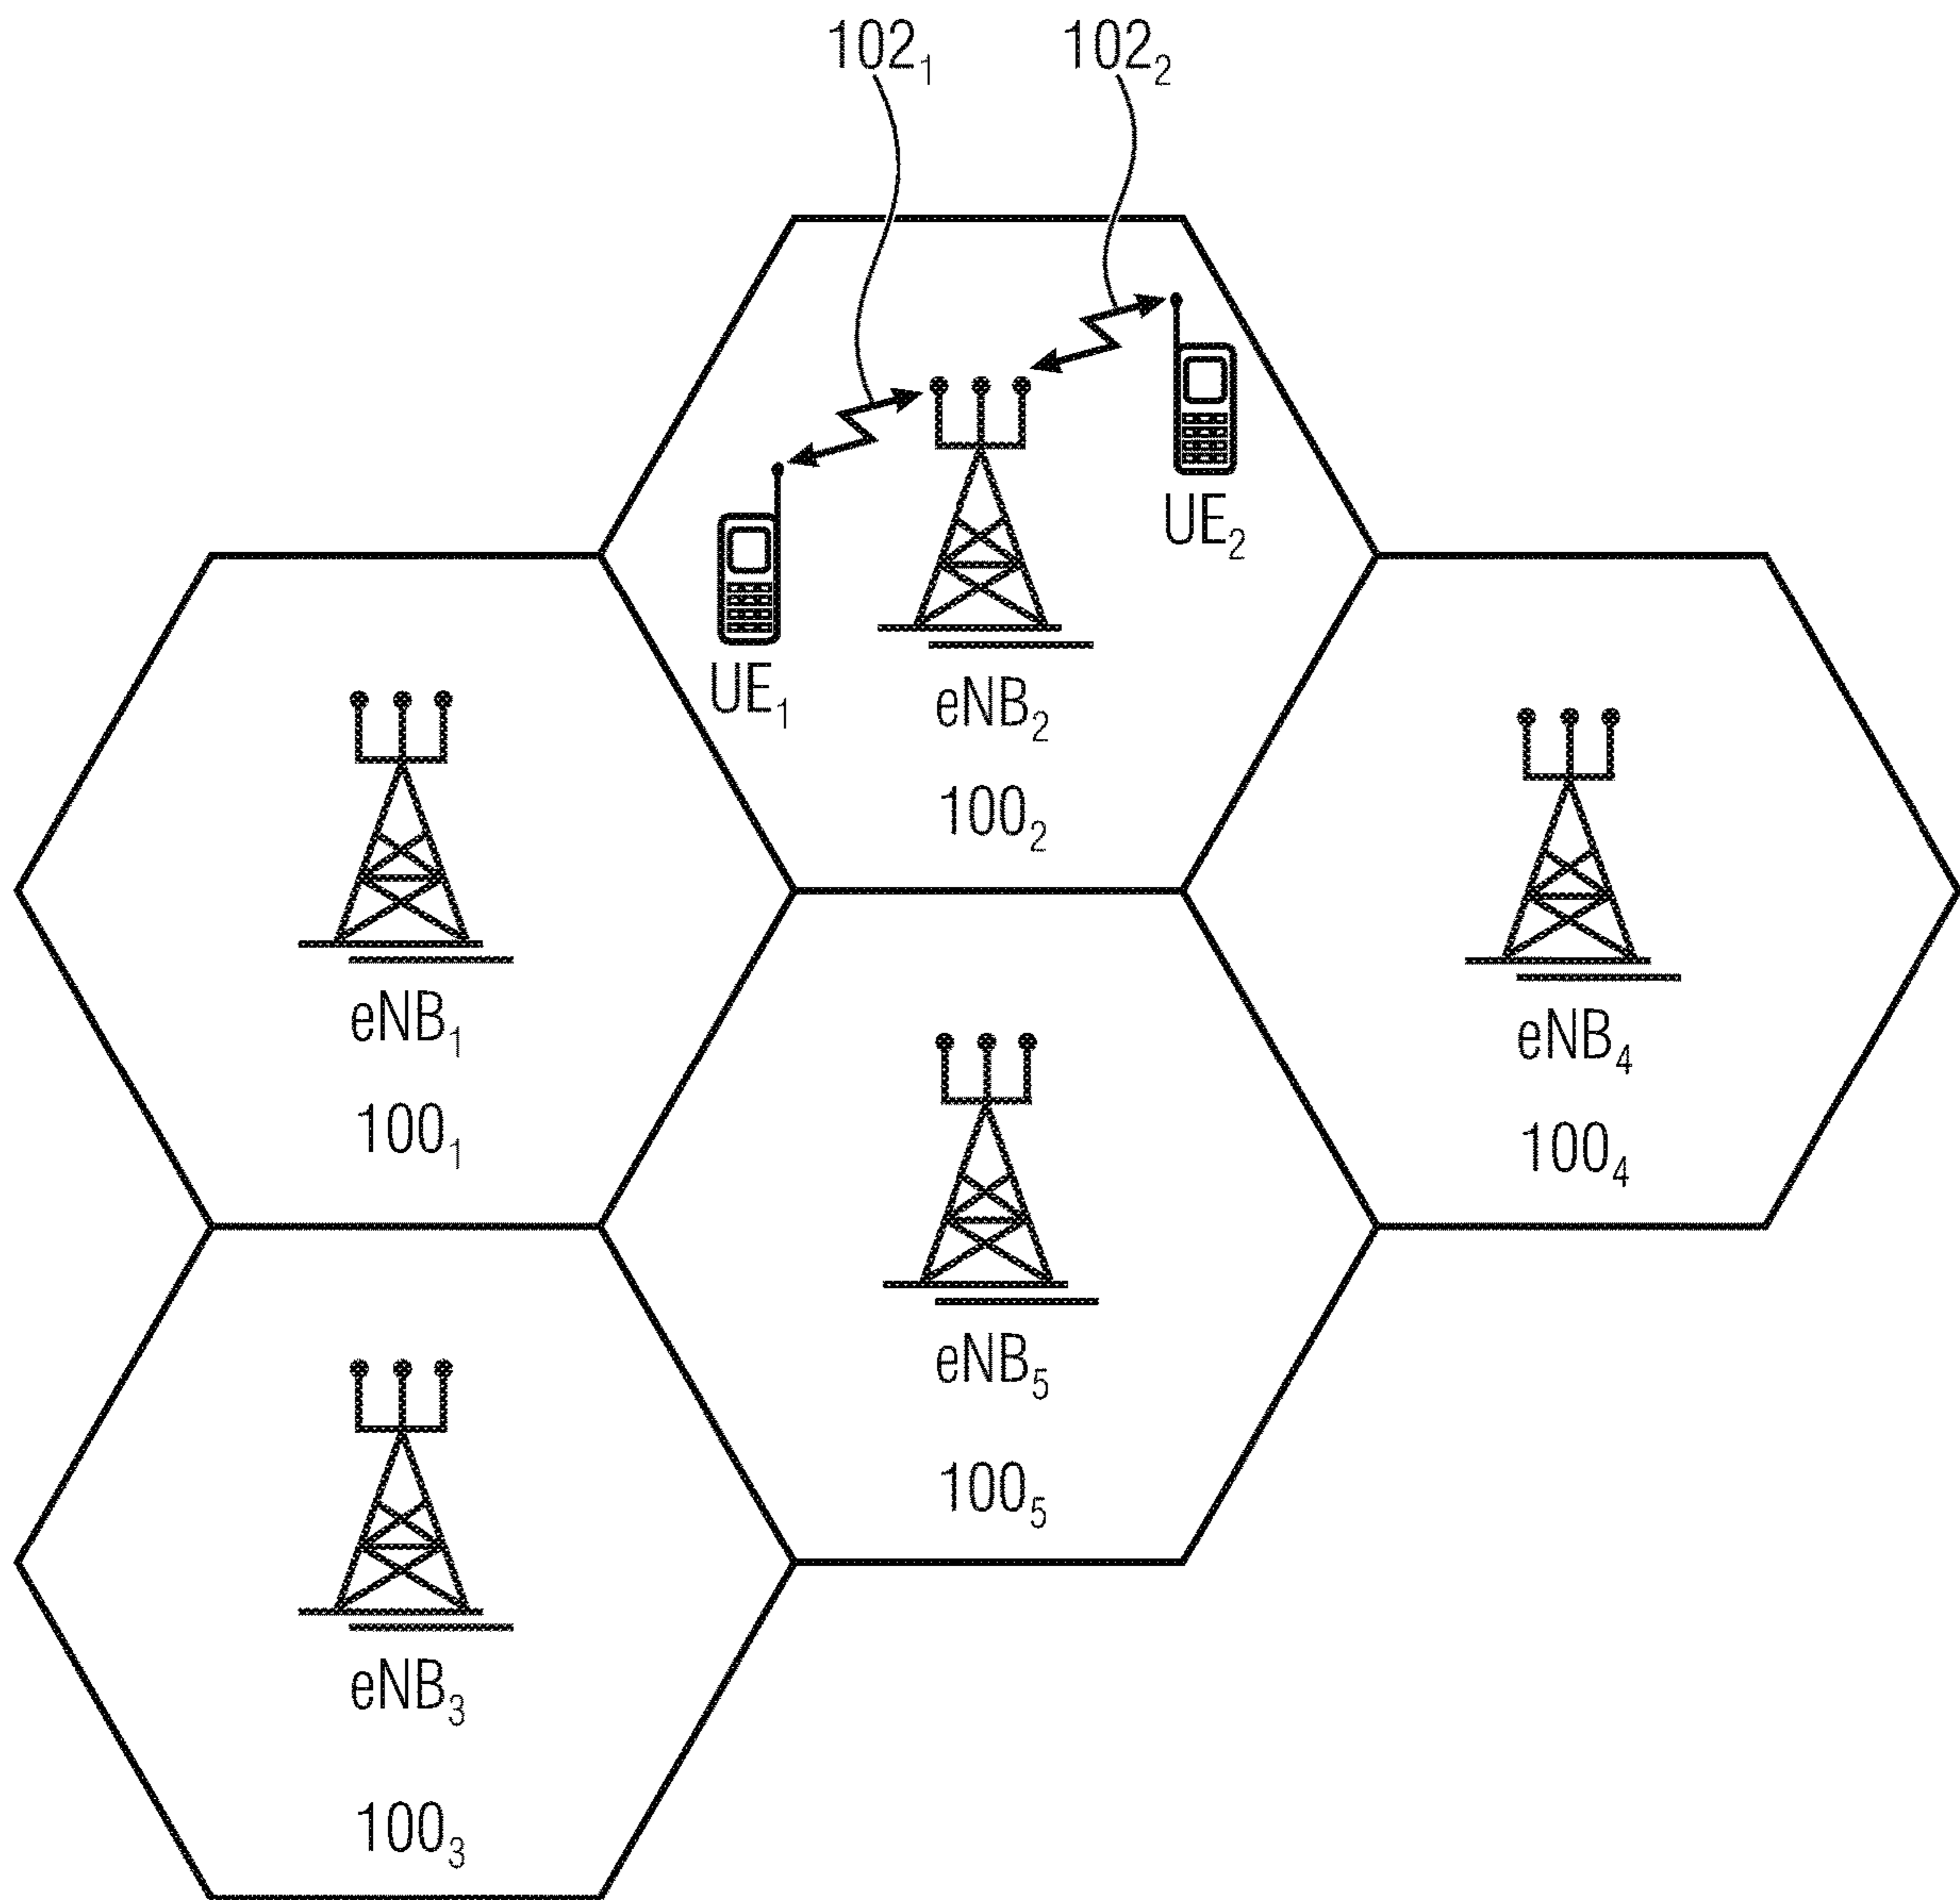 102₁ 102₂
UE₂
UE₁
eNB₂
100₂
eNB₁
100₁
eNB₄
100₄
eNB₅
100₅
eNB₃
100₃